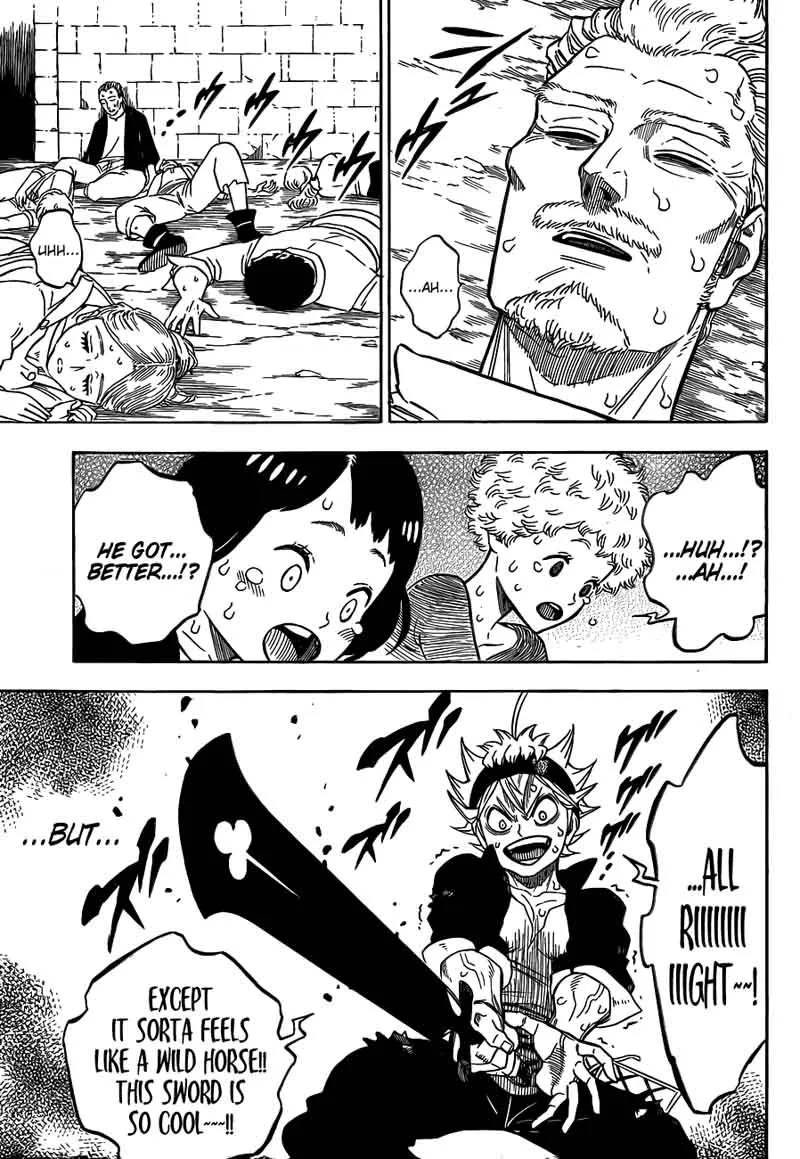 ...AH...
UHH...
...HUH...!?
...AH...!
HE GOT...
BETTER...!?
...ALL
RIIIIIIIII
IIIGHT~~!
...BUT...
EXCEPT
IT SORTA FEELS
LIKE A WILD HORSE!!
THIS SWORD IS
SO COOL~~~!!